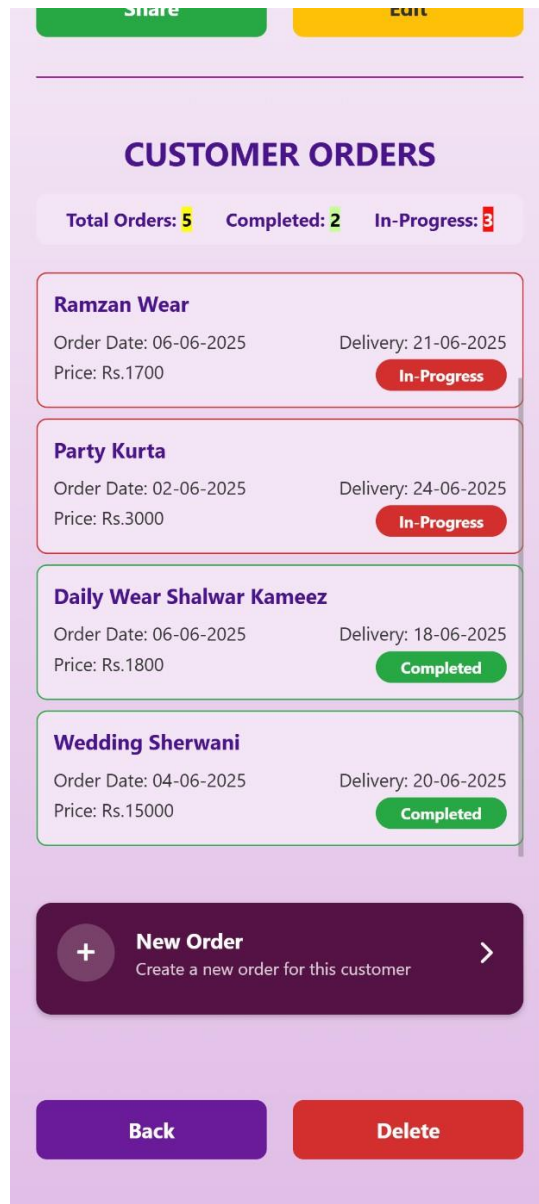 Share Edit
CUSTOMER ORDERS
Total Orders: 5 Completed: 2 In-Progress: 3
Ramzan Wear
Order Date: 06-06-2025 Delivery: 21-06-2025
Price: Rs.1700 In-Progress
Party Kurta
Order Date: 02-06-2025 Delivery: 24-06-2025
Price: Rs.3000 In-Progress
Daily Wear Shalwar Kameez
Order Date: 06-06-2025 Delivery: 18-06-2025
Price: Rs.1800 Completed
Wedding Sherwani
Order Date: 04-06-2025 Delivery: 20-06-2025
Price: Rs.15000 Completed
+ New Order
Create a new order for this customer
Back Delete